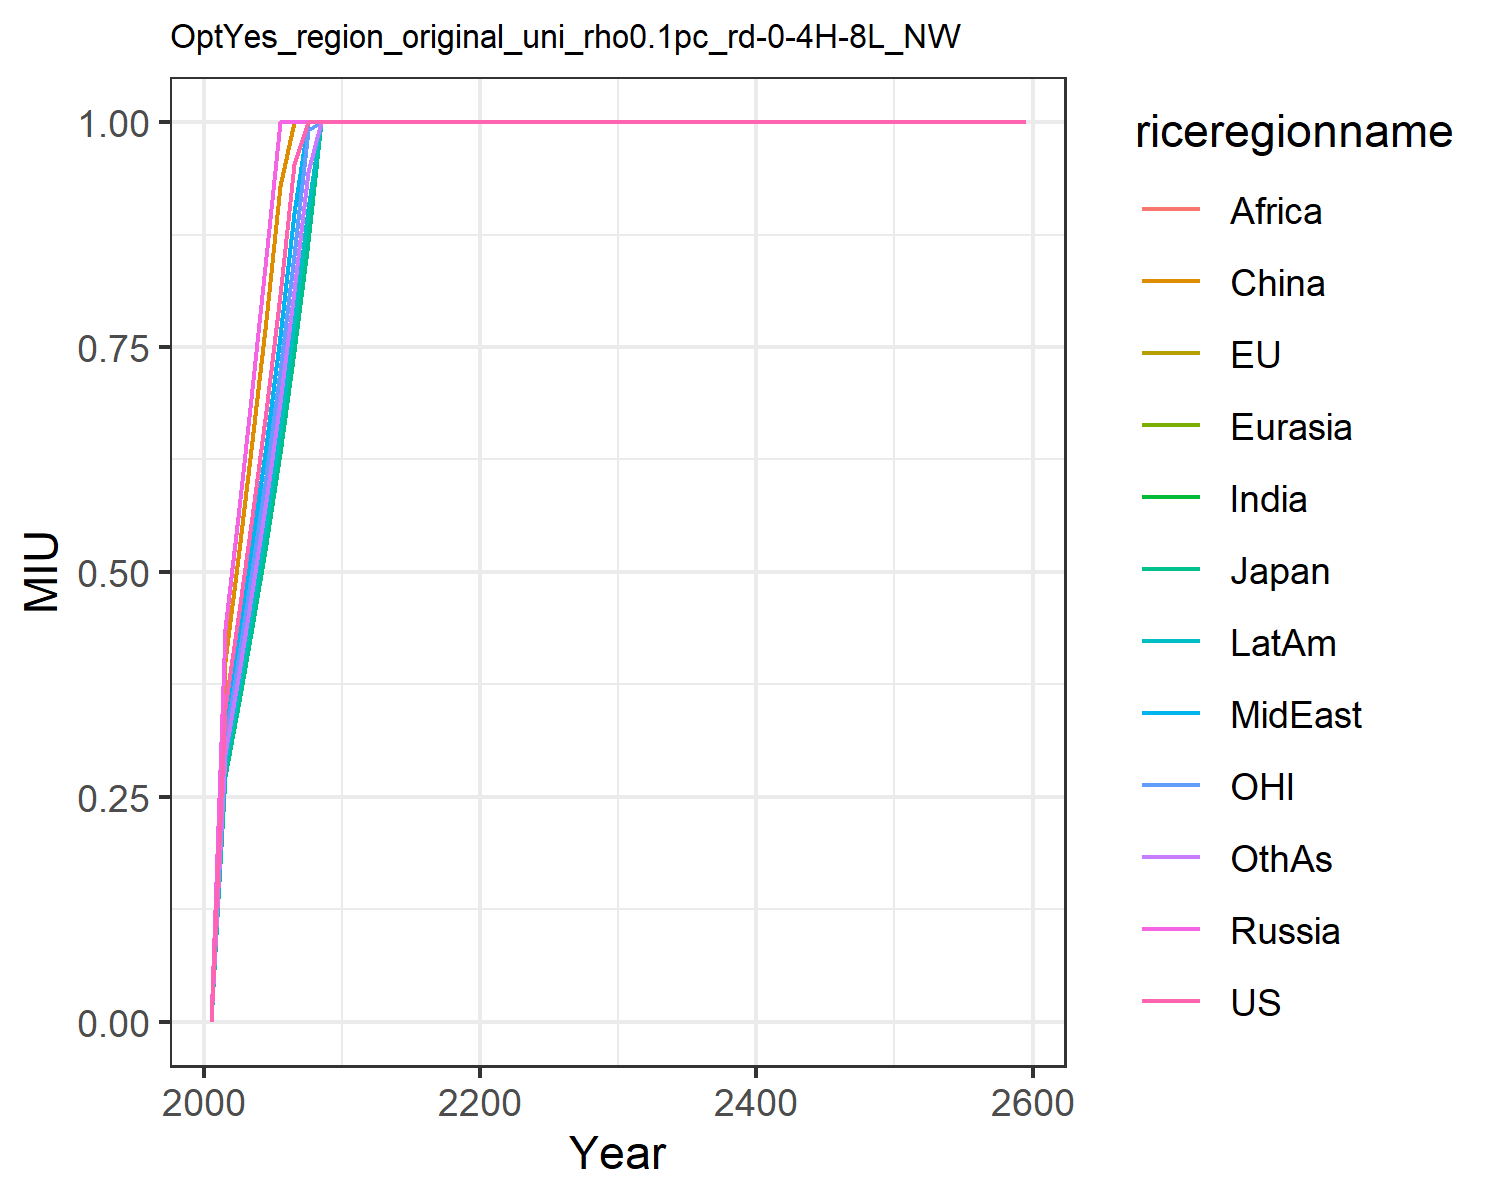 OptYes_region_original_uni_rho0.1pc_rd-0-4H-8L_NW
1.00
0.75
0.50
0.25
0.00
MIU
2000
2200
2400
2600
Year
riceregionname
Africa
China
EU
Eurasia
India
Japan
LatAm
MidEast
OHI
OthAs
Russia
US